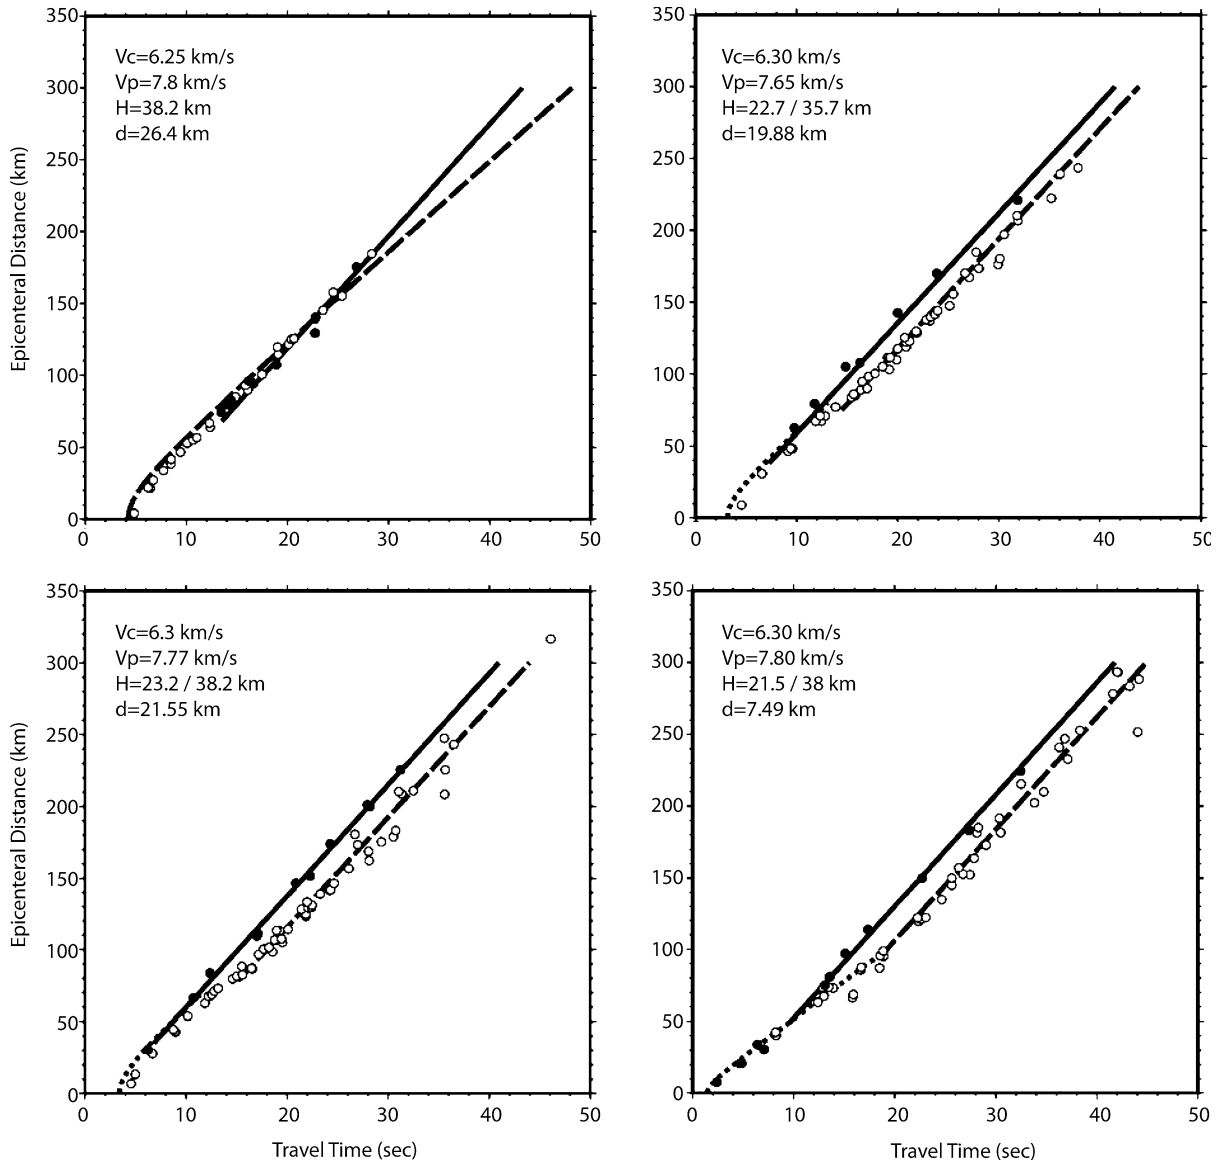 350
300
250
200
150
100
50
0
Epicenteral Distance (km)
Vc=6.25 km/s
Vp=7.8 km/s
H=38.2 km
d=26.4 km
0 10 20 30 40 50
350
300
250
200
150
100
50
0
Vc=6.30 km/s
Vp=7.65 km/s
H=22.7 / 35.7 km
d=19.88 km
0 10 20 30 40 50
350
300
250
200
150
100
50
0
Epicenteral Distance (km)
Vc=6.3 km/s
Vp=7.77 km/s
H=23.2 / 38.2 km
d=21.55 km
0 10 20 30 40 50
Travel Time (sec)
350
300
250
200
150
100
50
0
Vc=6.30 km/s
Vp=7.80 km/s
H=21.5 / 38 km
d=7.49 km
0 10 20 30 40 50
Travel Time (sec)